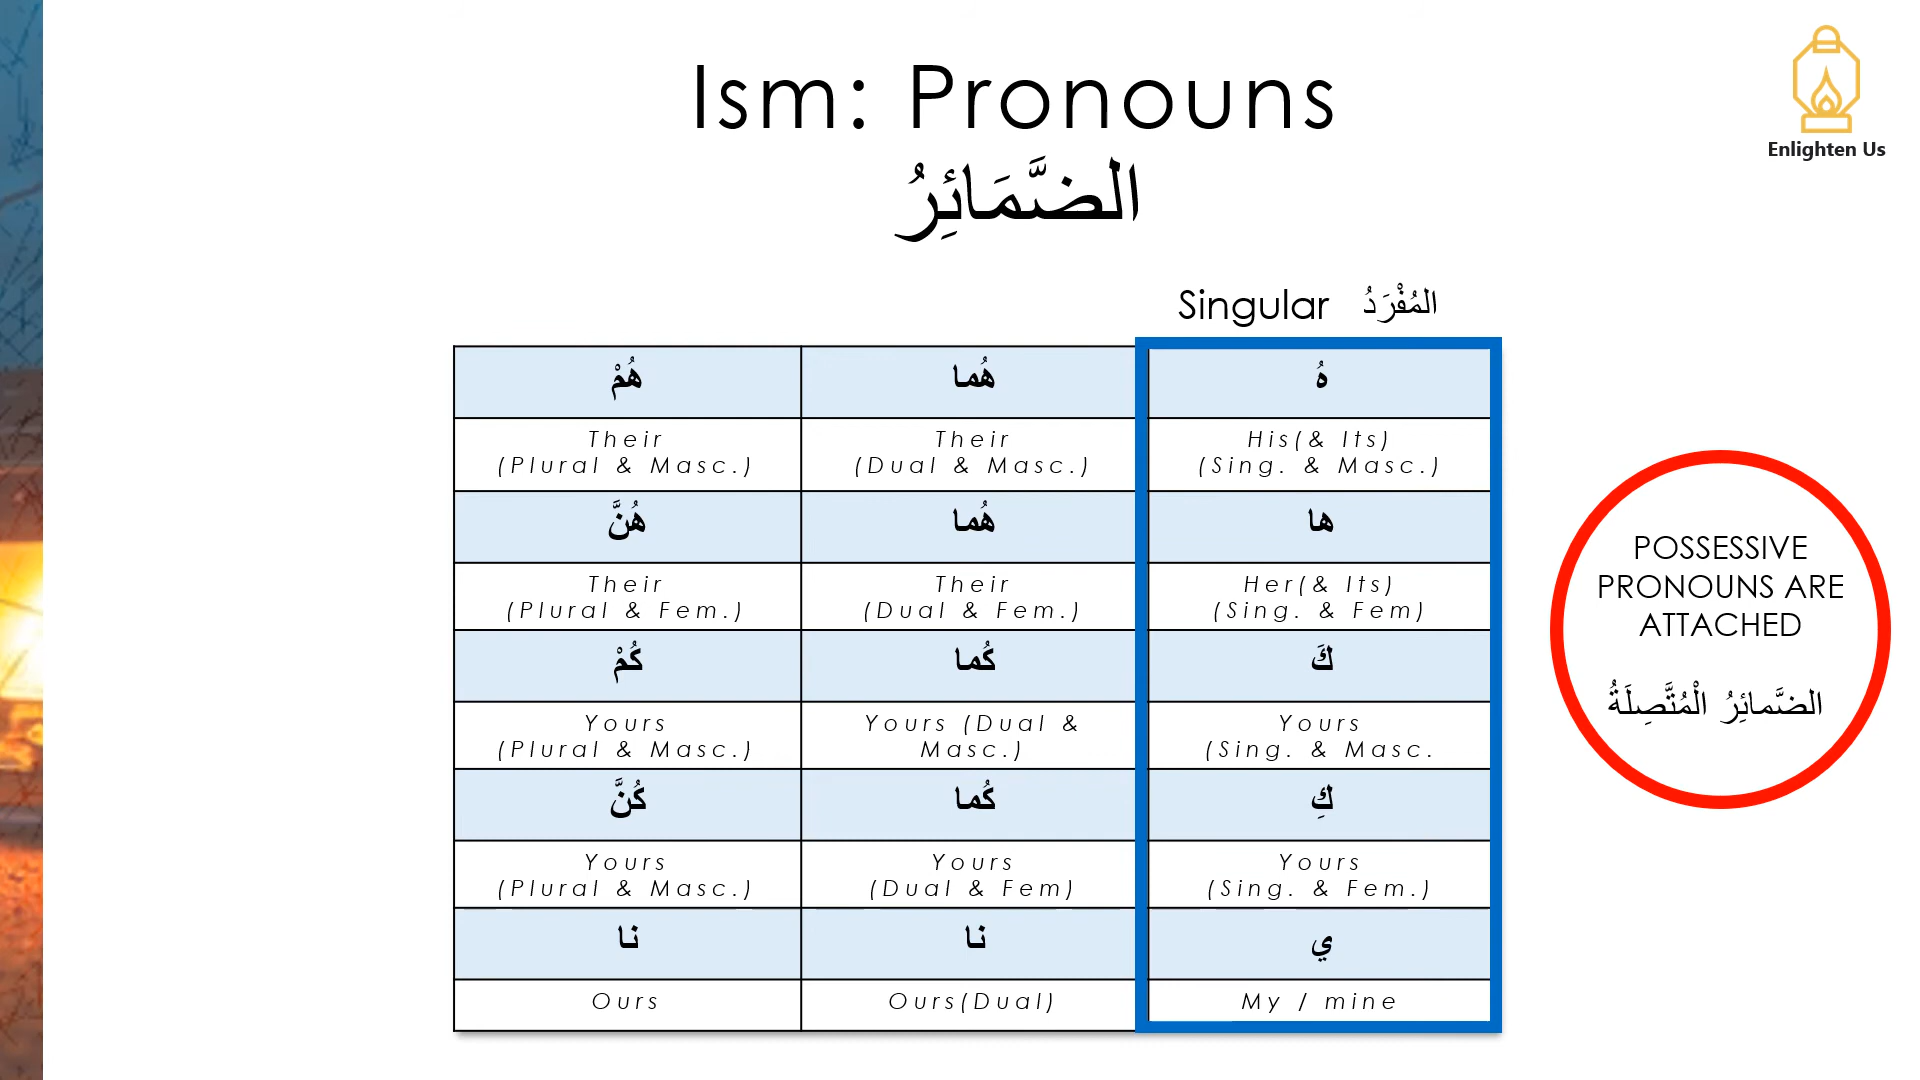 Ism: Pronouns
الضَّمَائِرُ
Enlighten Us
Singular المُفْرَدُ
هُمْ هُما هُ
Their Their His(& Its)
(Plural & Masc.) (Dual & Masc.) (Sing. & Masc.)
هُنَّ هُما ها
Their Their Her(& Its)
(Plural & Fem.) (Dual & Fem.) (Sing. & Fem)
كُمْ كُما كَ
Yours Yours (Dual & Yours
(Plural & Masc.) Masc.) (Sing. & Masc.
كُنَّ كُما كِ
Yours Yours Yours
(Plural & Masc.) (Dual & Fem) (Sing. & Fem.)
نا نا ي
Ours Ours(Dual) My / mine
POSSESSIVE
PRONOUNS ARE
ATTACHED
الضَّمائِرُ الْمُتَّصِلَةُ